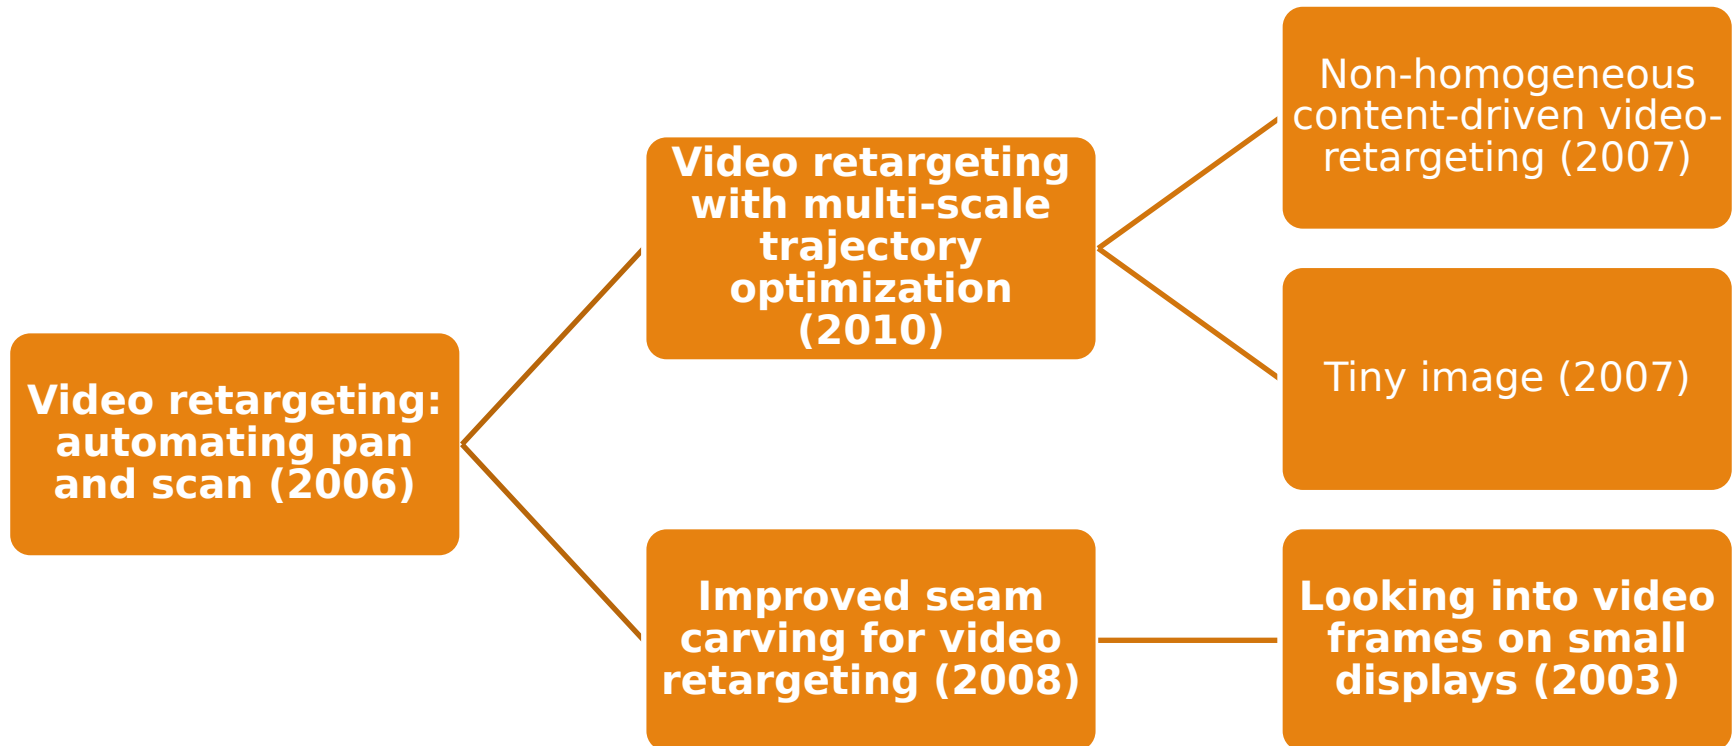 Video retargeting:
automating pan
and scan (2006)
Video retargeting
with multi-scale
trajectory
optimization
(2010)
Improved seam
carving for video
retargeting (2008)
Non-homogeneous
content-driven video-
retargeting (2007)
Tiny image (2007)
Looking into video
frames on small
displays (2003)